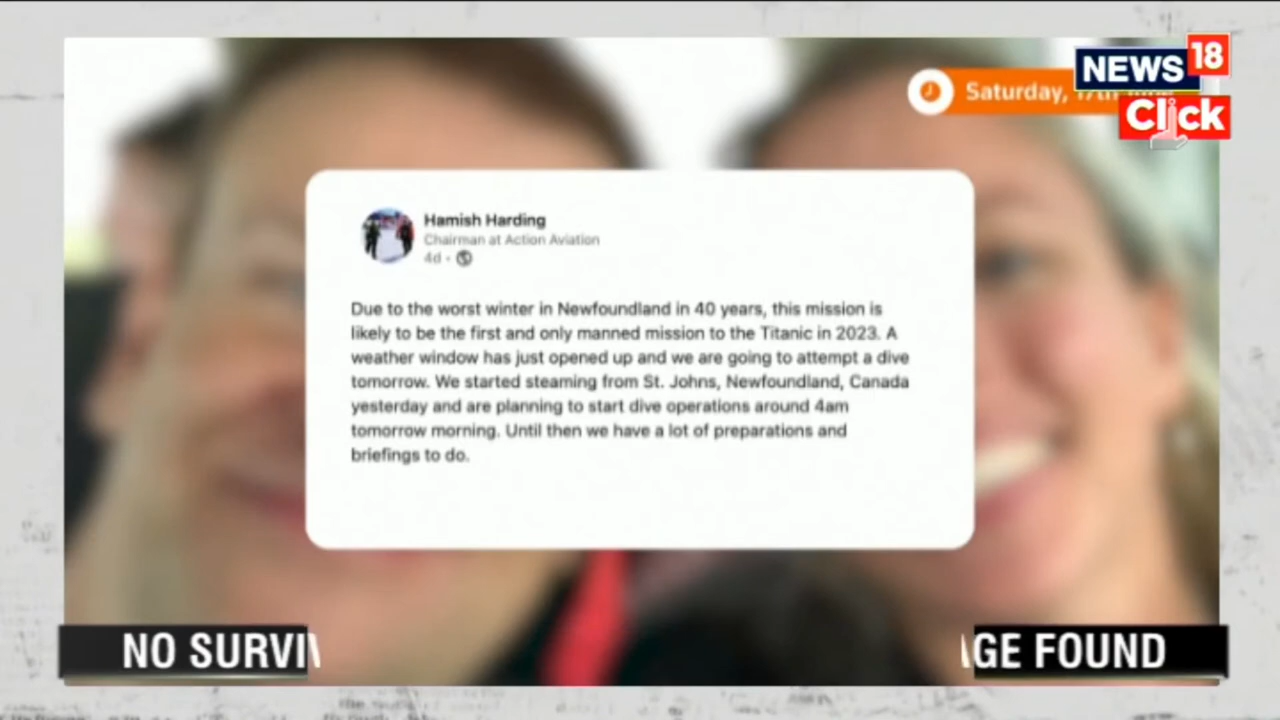 NEWS 18
Saturday,
Click
Hamish Harding
Chairman at Action Aviation
4d •
Due to the worst winter in Newfoundland in 40 years, this mission is
likely to be the first and only manned mission to the Titanic in 2023. A
weather window has just opened up and we are going to attempt a dive
tomorrow. We started steaming from St. Johns, Newfoundland, Canada
yesterday and are planning to start dive operations around 4am
tomorrow morning. Until then we have a lot of preparations and
briefings to do.
NO
FOUND